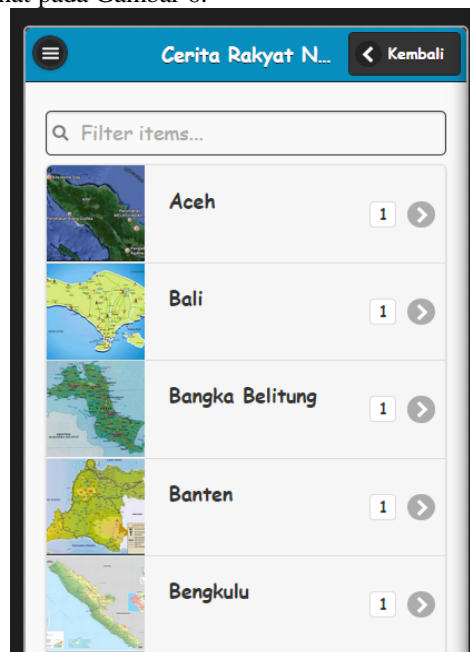 Cerita Rakyat N...
Kembali
Filter items...
Aceh
1
Bali
1
Bangka Belitung
1
Banten
1
Bengkulu
1